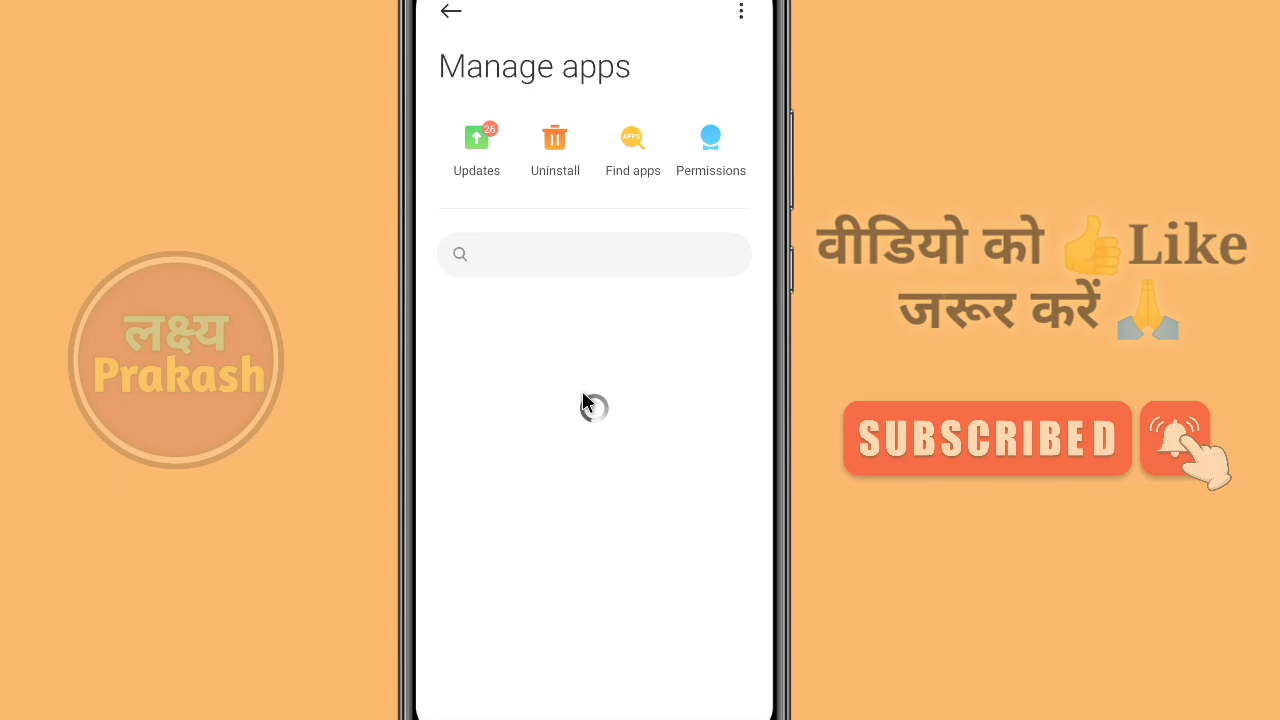 Manage apps
26
APPS
Updates
Uninstall
Find apps
Permissions
लक्ष्य
Prakash
वीडियो को 👍Like
जरूर करें 🙏
SUBSCRIBED